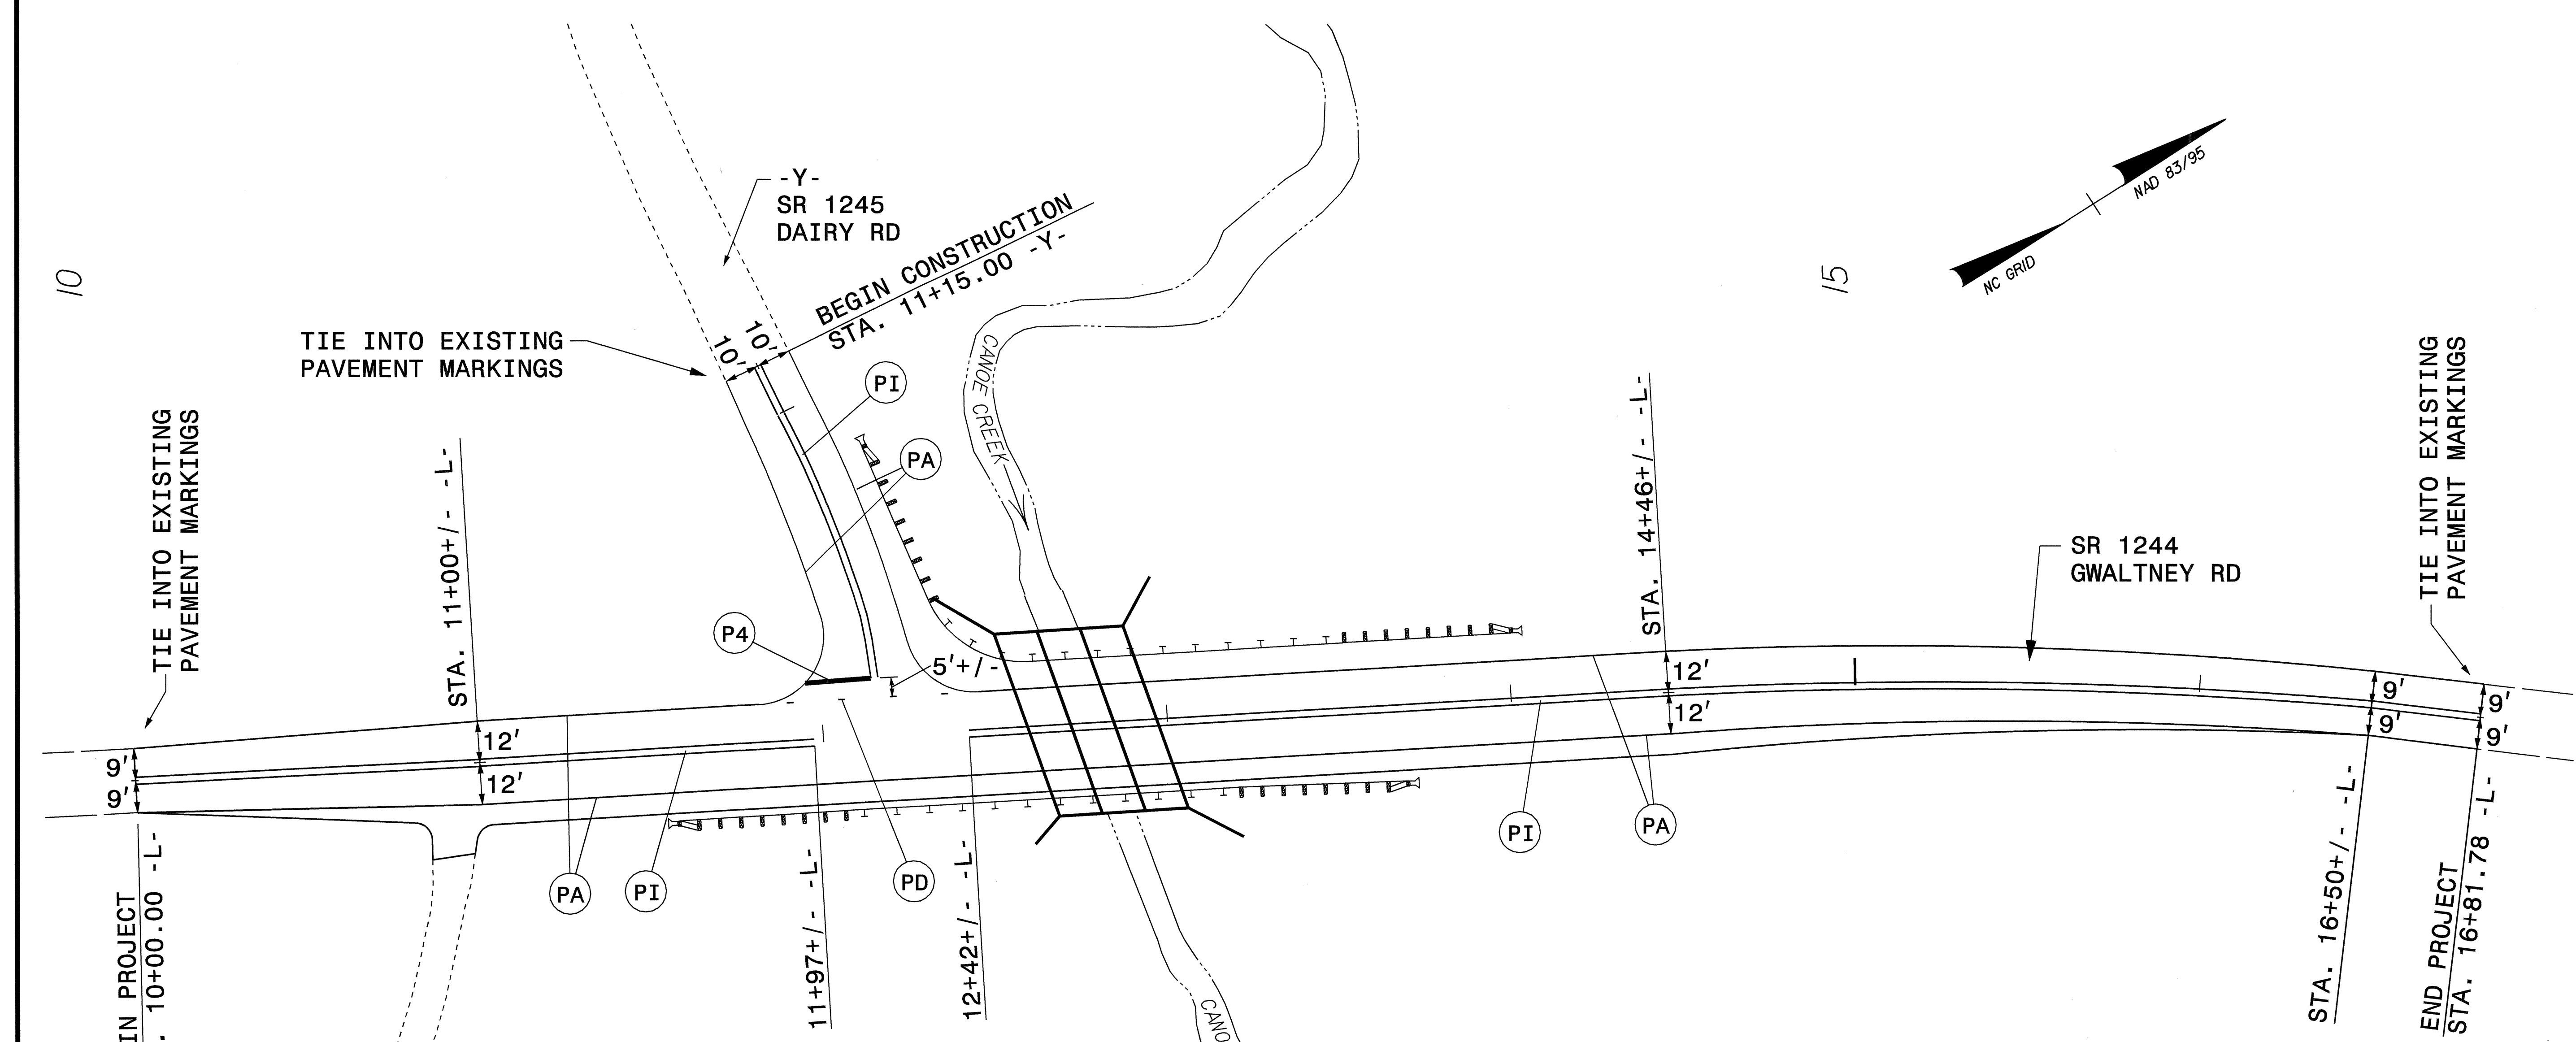 10
-Y-
SR 1245
DAIRY RD
BEGIN CONSTRUCTION
STA. 11+15.00 -Y-
NAD 83/95
NC GRID
15
TIE INTO EXISTING
PAVEMENT MARKINGS
10'
10'
PI
PA
CANOE CREEK
TIE INTO EXISTING
PAVEMENT MARKINGS
STA. 11+00+/- -L-
P4
5'+/-
STA. 14+46+/- -L-
SR 1244
GWALTNEY RD
TIE INTO EXISTING
PAVEMENT MARKINGS
12'
12'
9'
9'
9'
9'
9'
9'
12'
12'
PA
PI
PD
PI
PA
IN PROJECT
. 10+00.00 -L-
11+97+/- -L-
12+42+/- -L-
CANO
STA. 16+50+/- -L-
END PROJECT
STA. 16+81.78 -L-